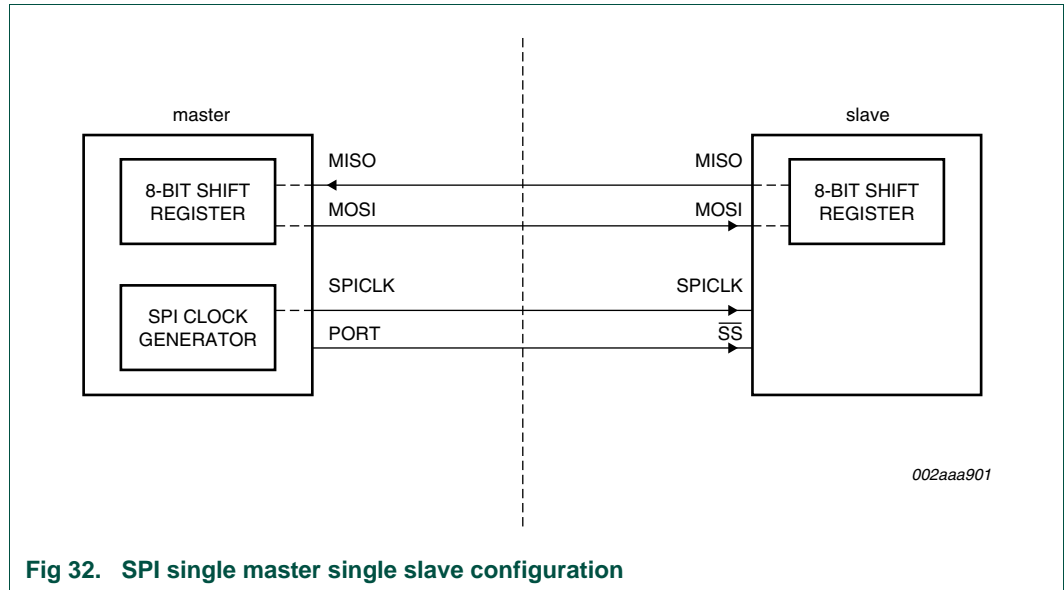 master
slave
MISO
MISO
8-BIT SHIFT
REGISTER
8-BIT SHIFT
REGISTER
MOSI
MOSI
SPICLK
SPICLK
SPI CLOCK
GENERATOR
PORT
S̅S̅
002aaa901
Fig 32. SPI single master single slave configuration